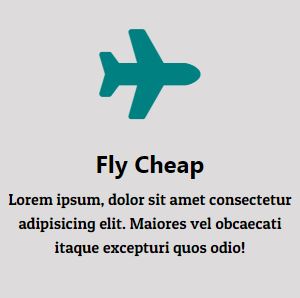 Fly Cheap
Lorem ipsum, dolor sit amet consectetur
adipisicing elit. Maiores vel obcaecati
itaque excepturi quos odio!